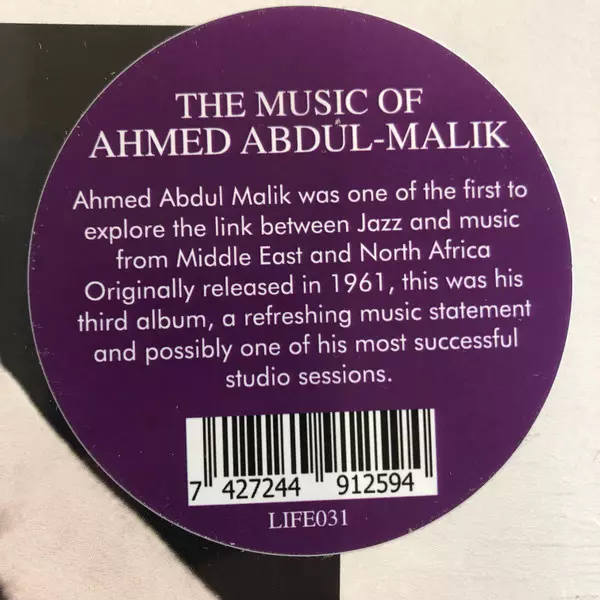 THE MUSIC OF
AHMED ABDUL-MALIK
Ahmed Abdul Malik was one of the first to
explore the link between Jazz and music
from Middle East and North Africa
Originally released in 1961, this was his
third album, a refreshing music statement
and possibly one of his most successful
studio sessions.
7 427244 912594
LIFE031